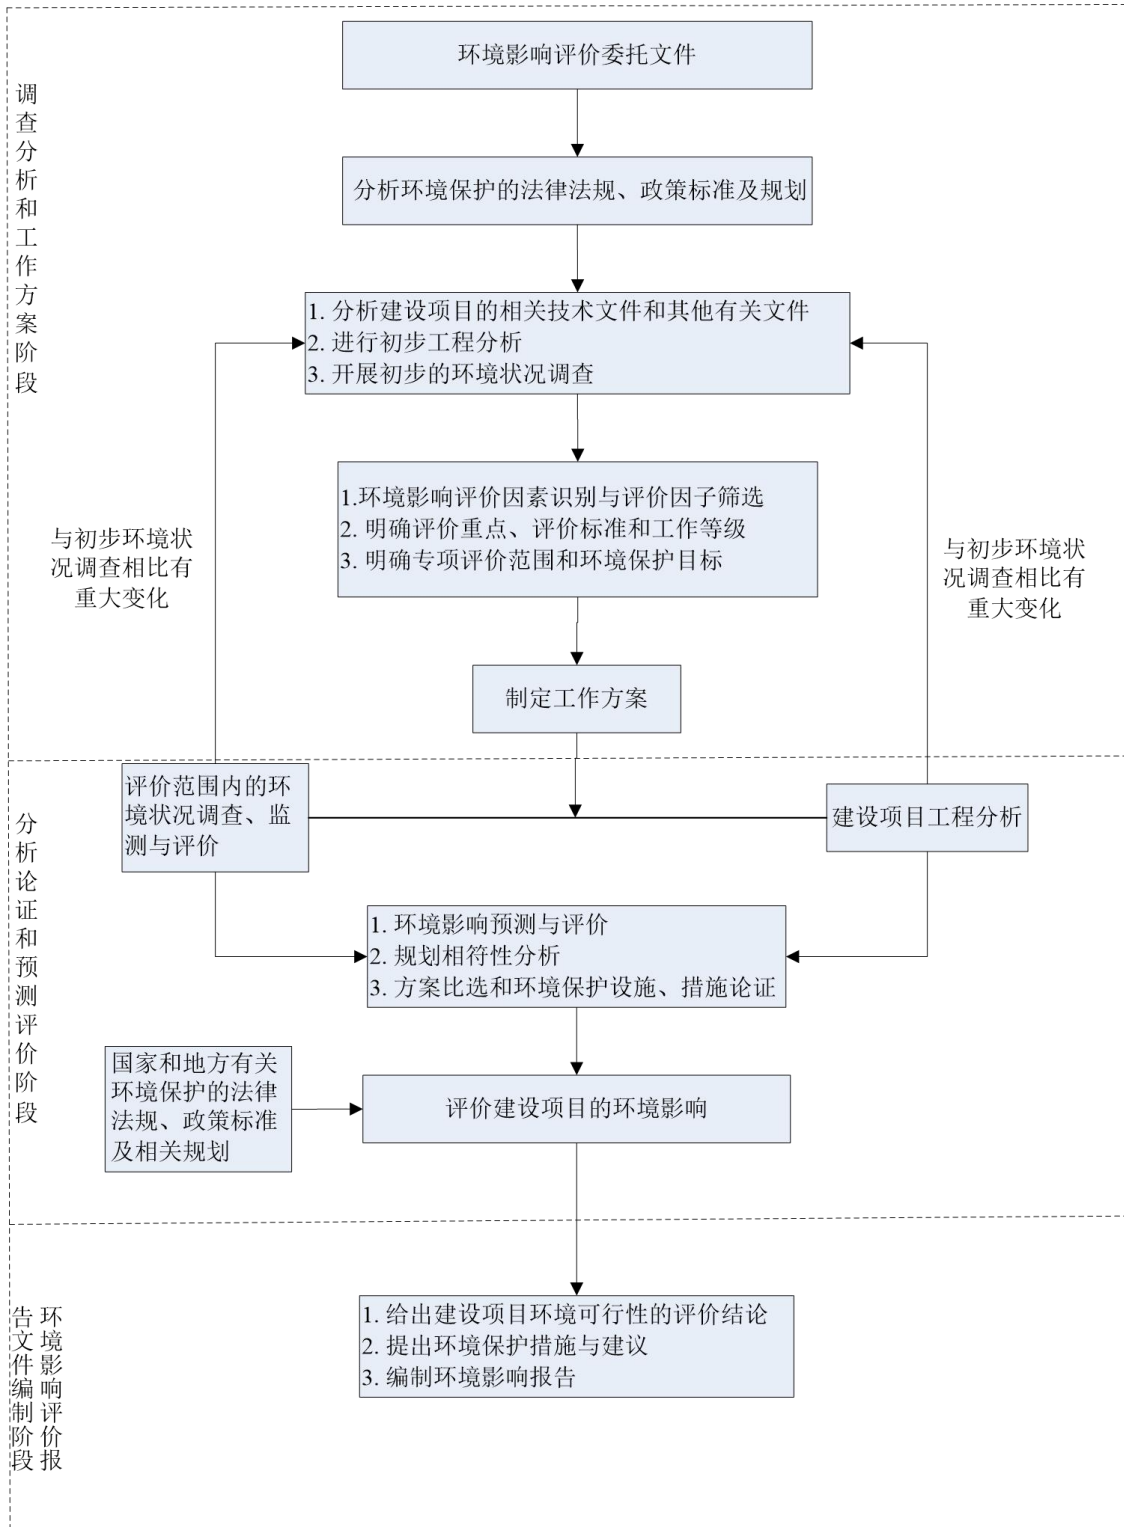 环境影响评价委托文件
调查分析和工作方案阶段
分析环境保护的法律法规、政策标准及规划
1. 分析建设项目的相关技术文件和其他有关文件
2. 进行初步工程分析
3. 开展初步的环境状况调查
1.环境影响评价因素识别与评价因子筛选
2. 明确评价重点、评价标准和工作等级
3. 明确专项评价范围和环境保护目标
与初步环境状
况调查相比有
重大变化
与初步环境状
况调查相比有
重大变化
制定工作方案
评价范围内的环
境状况调查、监
测与评价
建设项目工程分析
分析论证和预测评价阶段
1. 环境影响预测与评价
2. 规划相符性分析
3. 方案比选和环境保护设施、措施论证
国家和地方有关
环境保护的法律
法规、政策标准
及相关规划
评价建设项目的环境影响
环境影响评价报
告文件编制阶段
1. 给出建设项目环境可行性的评价结论
2. 提出环境保护措施与建议
3. 编制环境影响报告